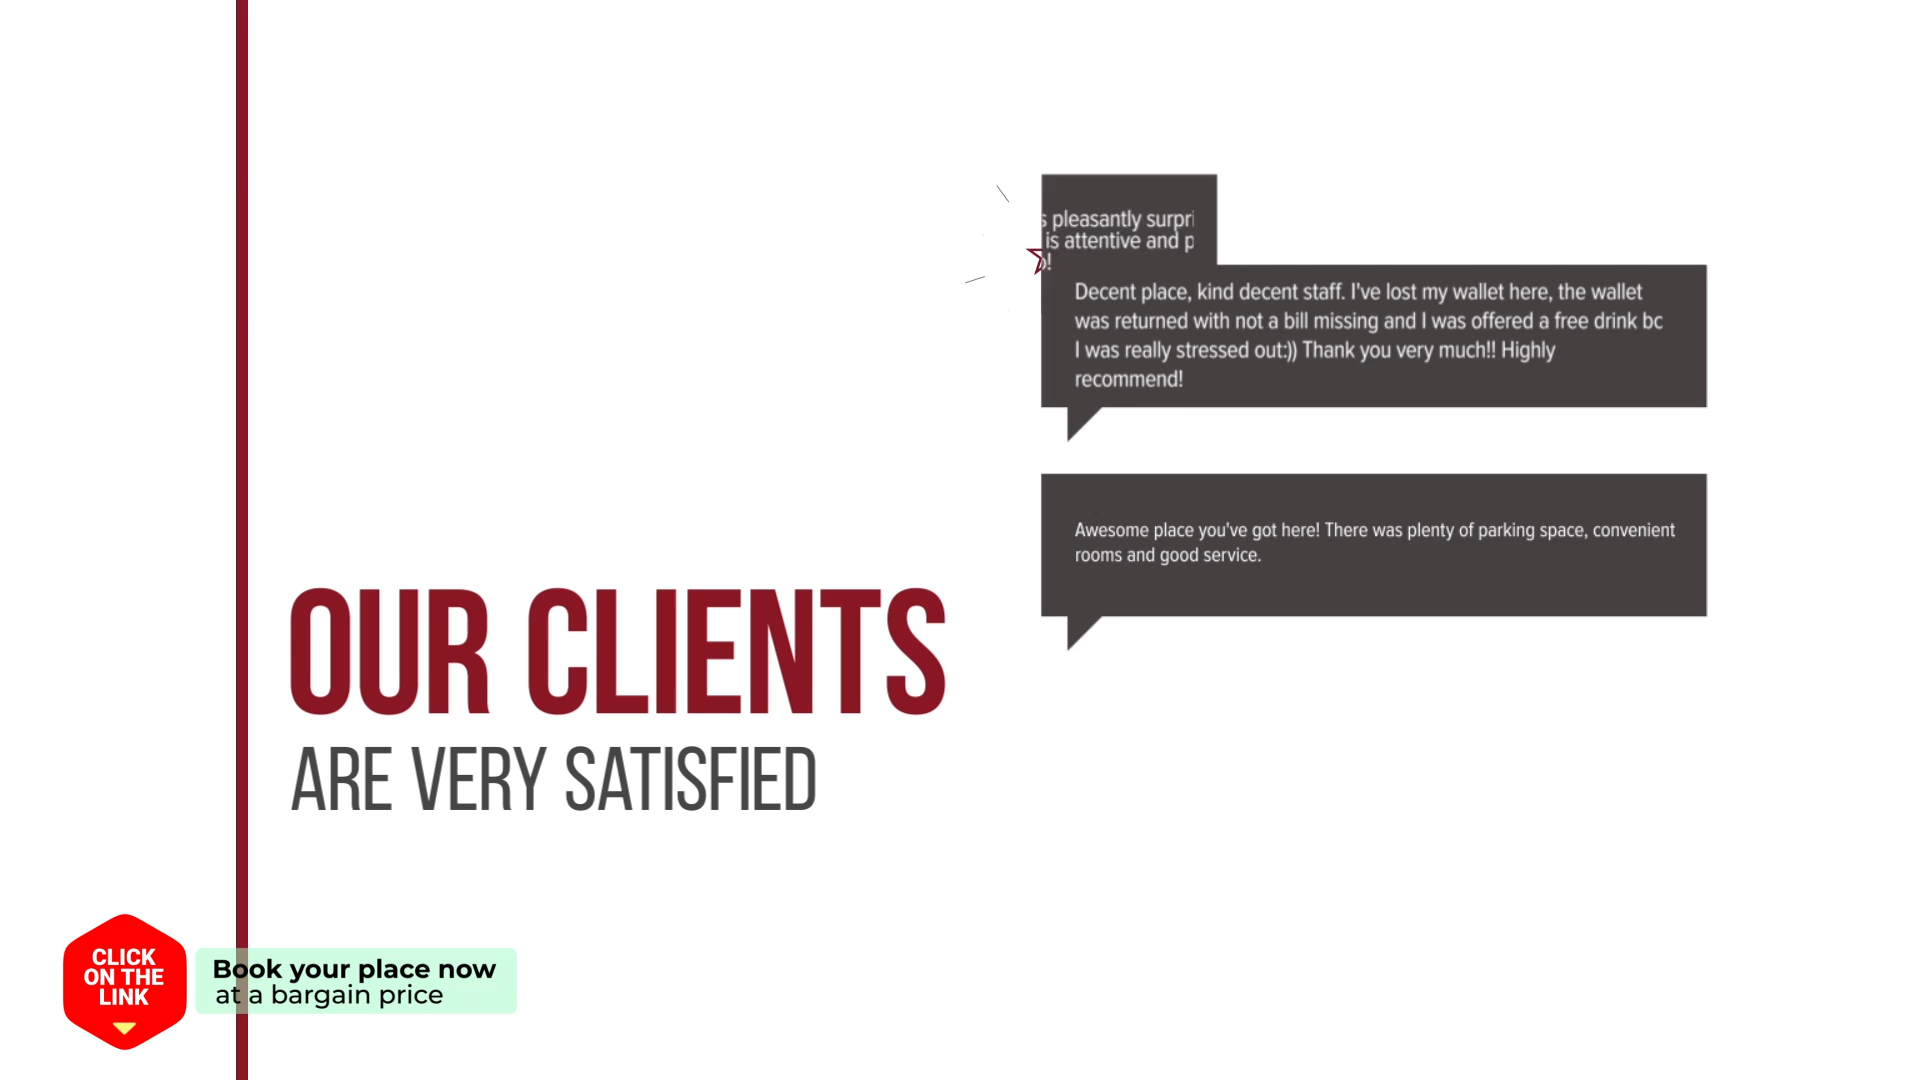 pleasantly
is attentive and
Decent place, kind decent staff. I've lost my wallet here, the wallet
was returned with not a bill missing and I was offered a free drink bc
I was really stressed out:)) Thank you very much!! Highly
recommend!
Awesome place you've got here! There was plenty of parking space, convenient
rooms and good service.
OUR CLIENTS
ARE VERY SATISFIED
CLICK
ON THE
LINK
Book your place now
at a bargain price